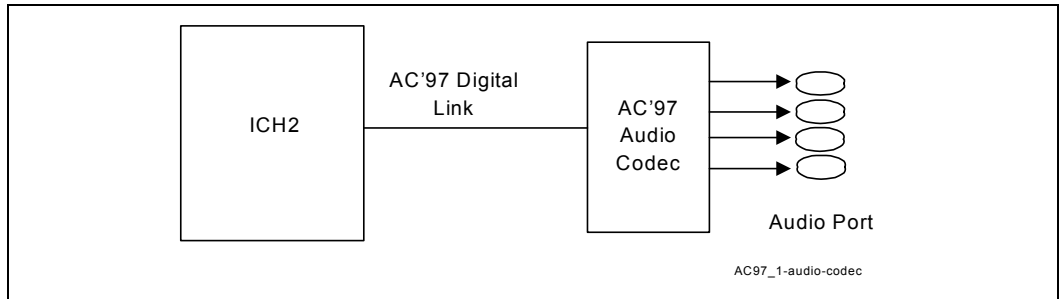 ICH2
AC'97 Digital
Link
AC'97
Audio
Codec
Audio Port
AC97_1-audio-codec